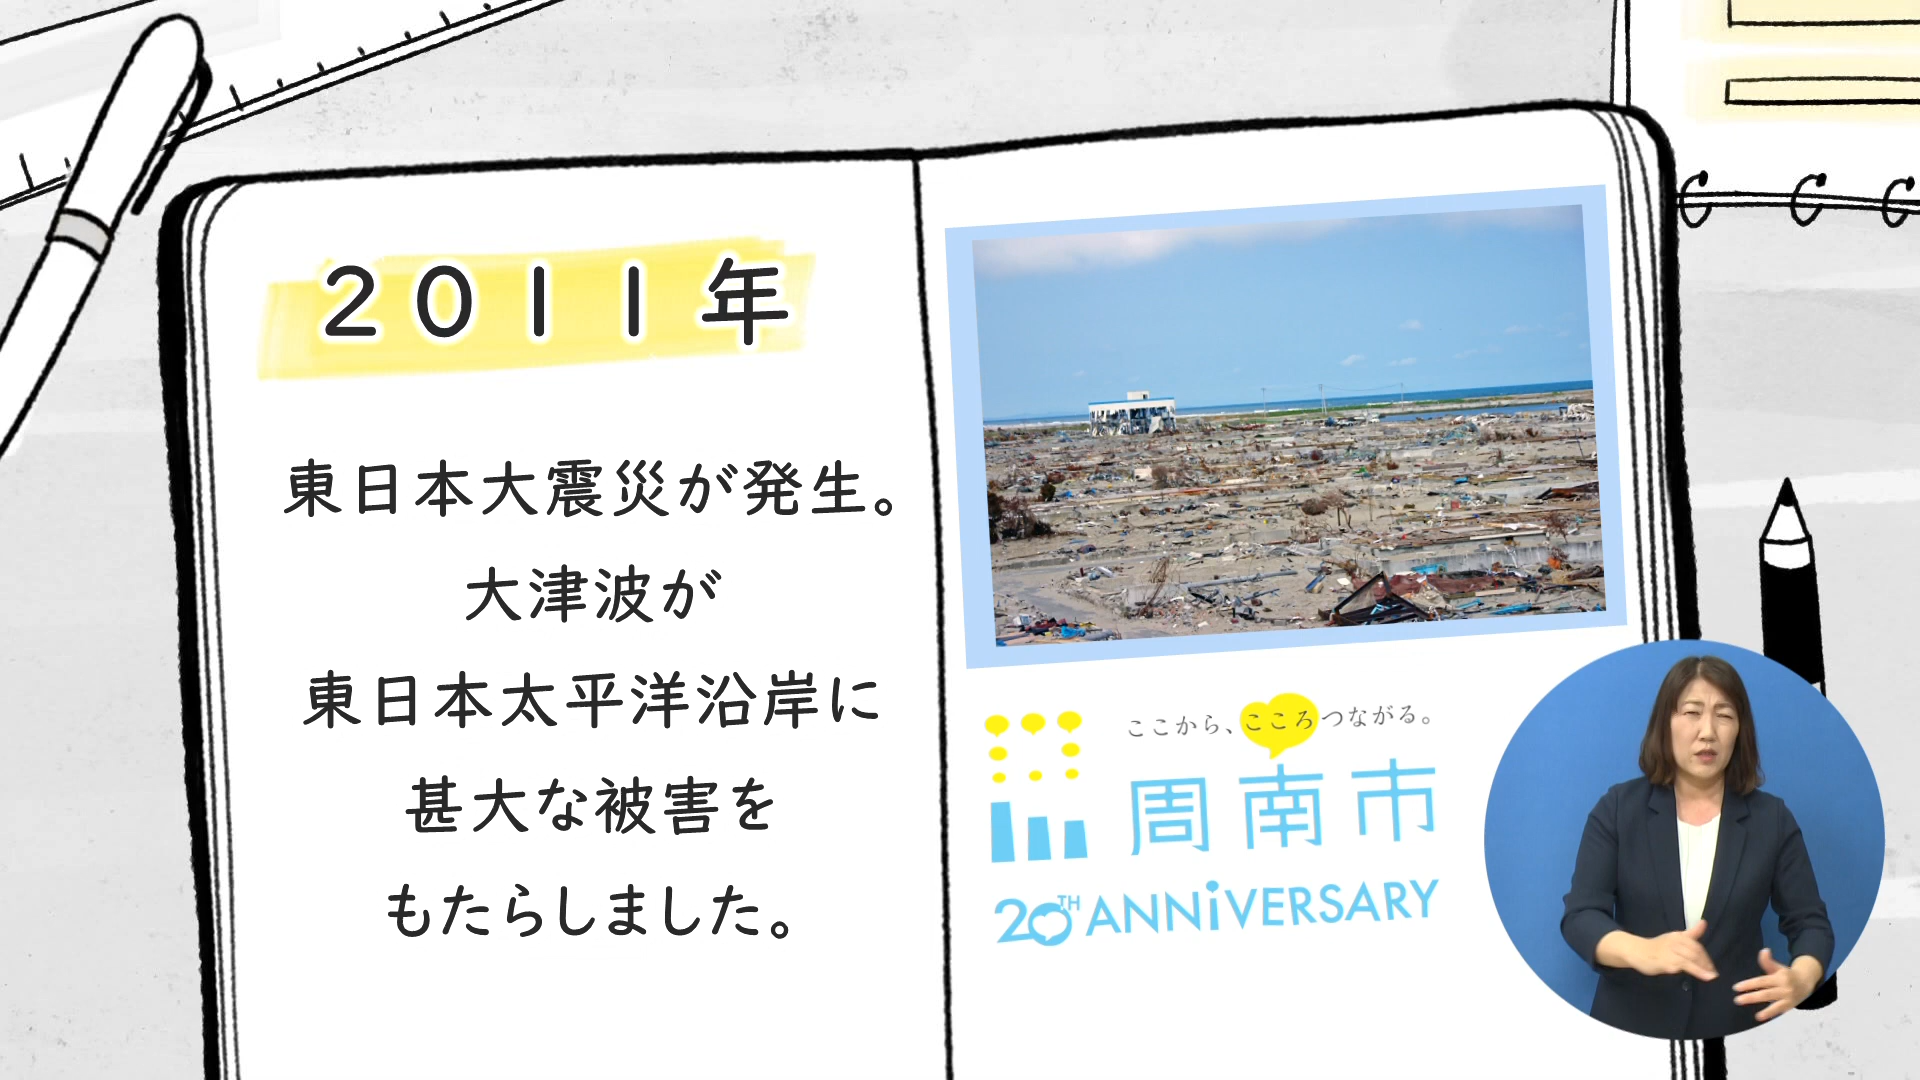 ２０１１年
東日本大震災が発生。
大津波が
東日本太平洋沿岸に
甚大な被害を
もたらしました。
ここから、こころつながる。
周南市
20TH ANNiVERSARY